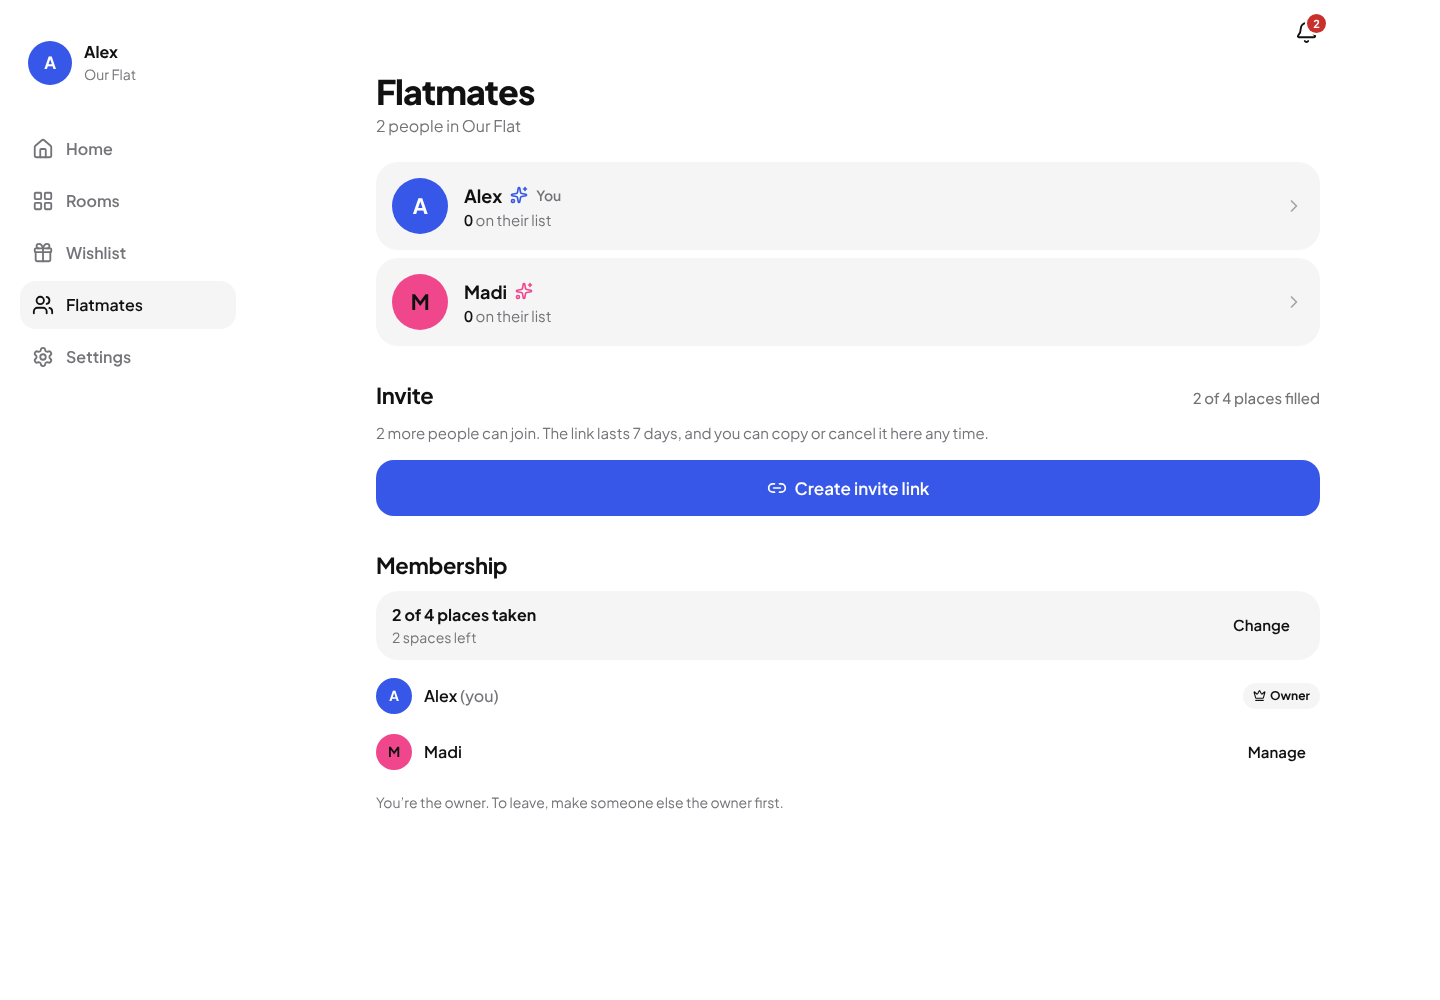 A
Alex
Our Flat
Home
Rooms
Wishlist
Flatmates
Settings
2
Flatmates
2 people in Our Flat
A
Alex You
0 on their list
M
Madi
0 on their list
Invite
2 of 4 places filled
2 more people can join. The link lasts 7 days, and you can copy or cancel it here any time.
Create invite link
Membership
2 of 4 places taken
2 spaces left
Change
A
Alex (you)
Owner
M
Madi
Manage
You're the owner. To leave, make someone else the owner first.